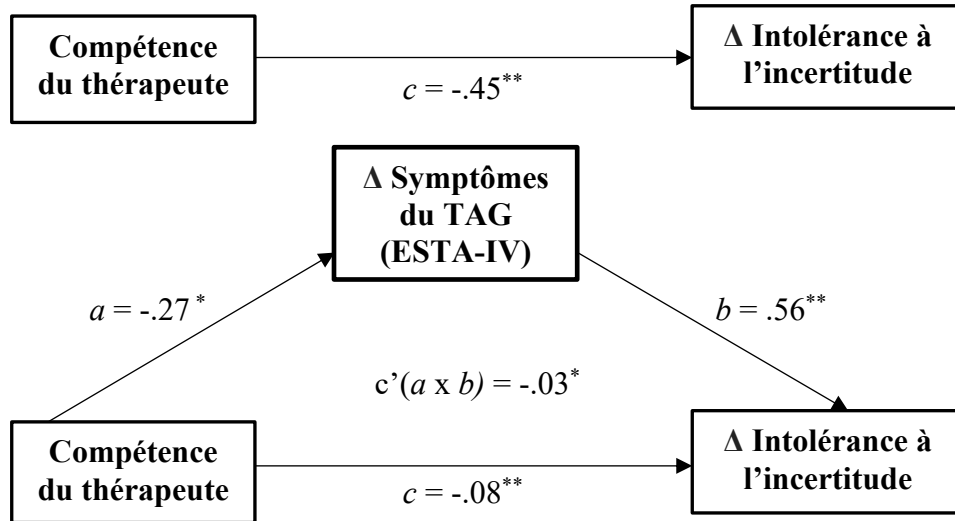 Compétence
du thérapeute
Δ Intolérance à
l’incertitude
c = -.45**
Δ Symptômes
du TAG
(ESTA-IV)
a = -.27 *
b = .56**
c’(a x b) = -.03*
Compétence
du thérapeute
Δ Intolérance à
l’incertitude
c = -.08**